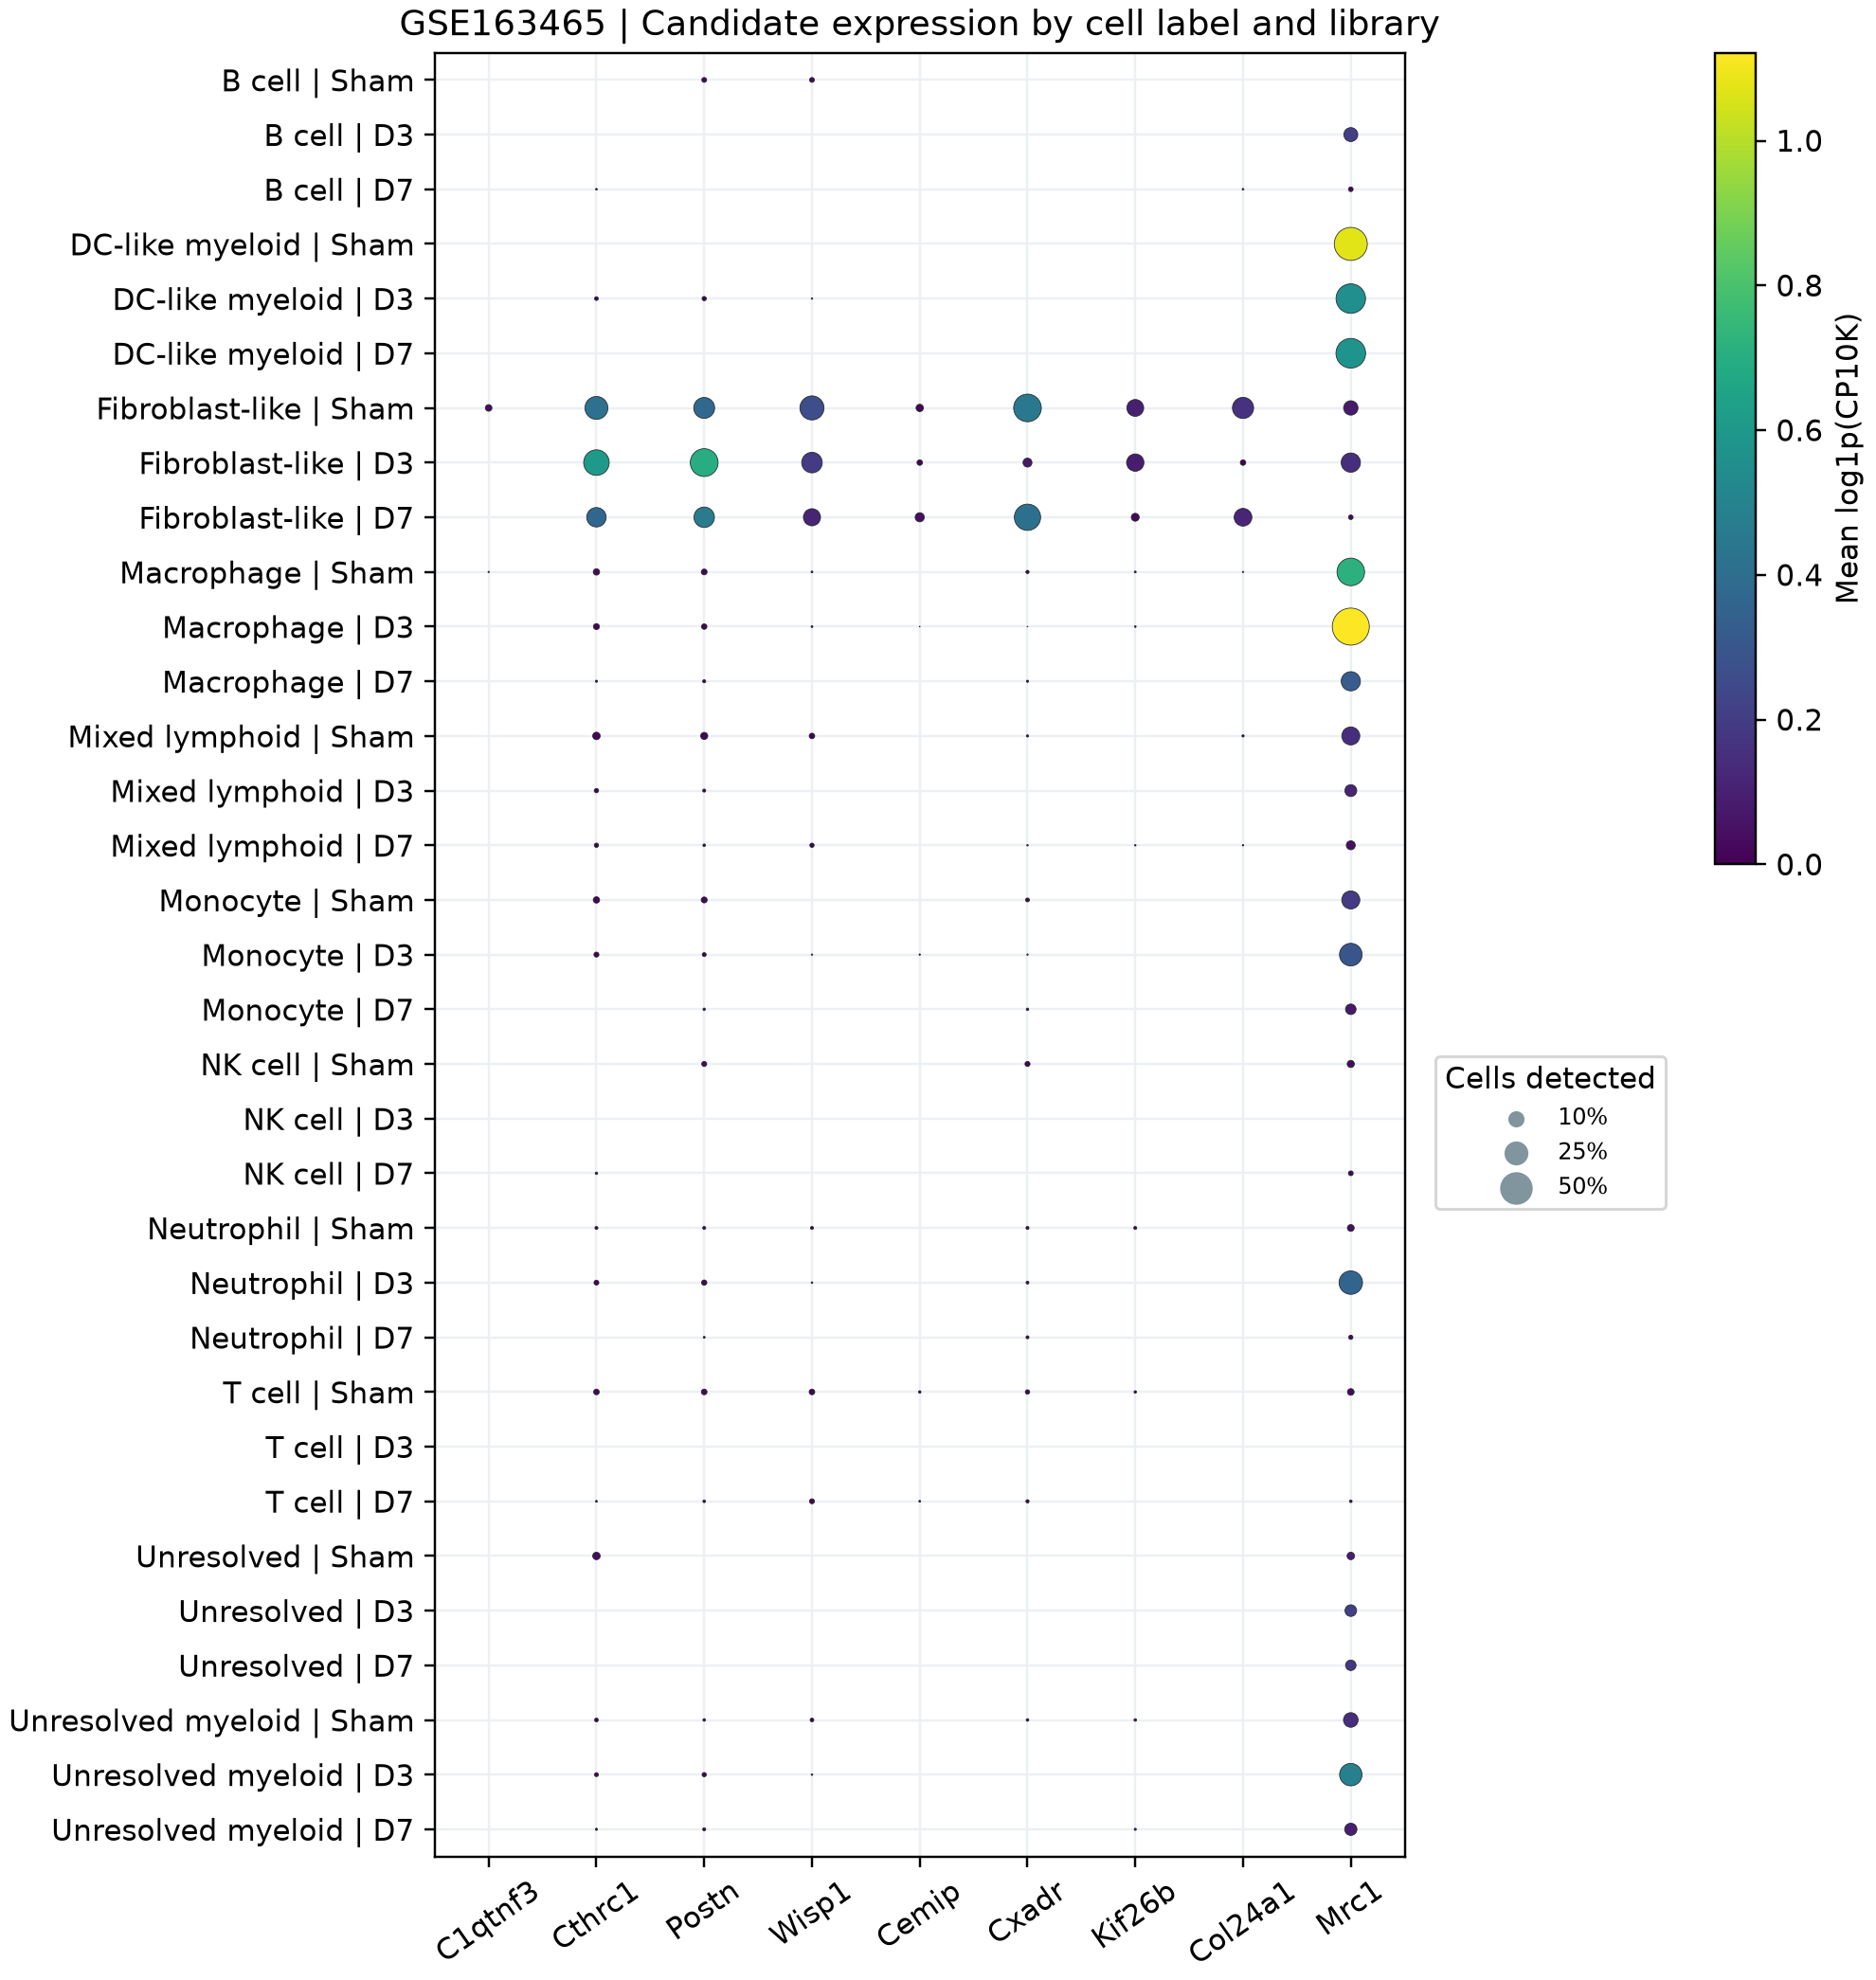 GSE163465 | Candidate expression by cell label and library
B cell | Sham
B cell | D3
B cell | D7
DC-like myeloid | Sham
DC-like myeloid | D3
DC-like myeloid | D7
Fibroblast-like | Sham
Fibroblast-like | D3
Fibroblast-like | D7
Macrophage | Sham
Macrophage | D3
Macrophage | D7
Mixed lymphoid | Sham
Mixed lymphoid | D3
Mixed lymphoid | D7
Monocyte | Sham
Monocyte | D3
Monocyte | D7
NK cell | Sham
NK cell | D3
NK cell | D7
Neutrophil | Sham
Neutrophil | D3
Neutrophil | D7
T cell | Sham
T cell | D3
T cell | D7
Unresolved | Sham
Unresolved | D3
Unresolved | D7
Unresolved myeloid | Sham
Unresolved myeloid | D3
Unresolved myeloid | D7
C1qtnf3
Cthrc1
Postn
Wisp1
Cemip
Cxadr
Kif26b
Col24a1
Mrc1
1.0
0.8
0.6
0.4
0.2
0.0
Mean log1p(CP10K)
Cells detected
10%
25%
50%